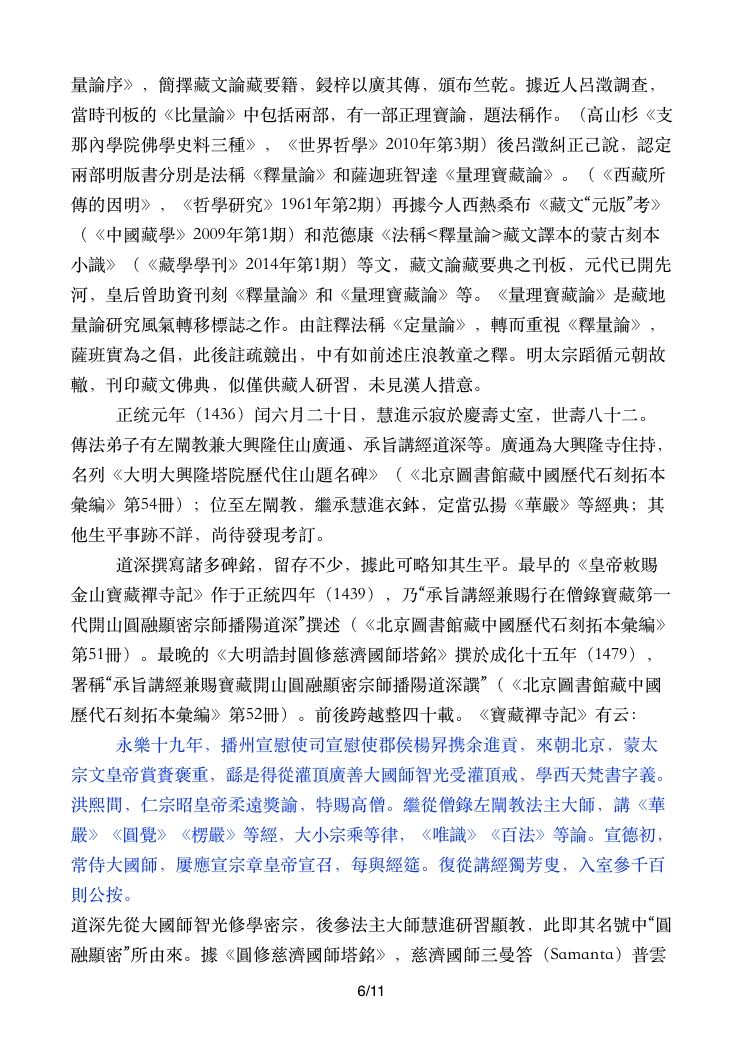 量論序》，簡擇藏文論藏要籍，鋟梓以廣其傳，頒布竺乾。據近人呂澂調查，
當時刊板的《比量論》中包括兩部，有一部正理寶論，題法稱作。（高山杉《支
那內學院佛學史料三種》，《世界哲學》2010年第3期）後呂澂糾正己說，認定
兩部明版書分別是法稱《釋量論》和薩迦班智達《量理寶藏論》。（《西藏所
傳的因明》，《哲學研究》1961年第2期）再據今人西熱桑布《藏文“元版”考》
（《中國藏學》2009年第1期）和范德康《法稱<釋量論>藏文譯本的蒙古刻本
小識》（《藏學學刊》2014年第1期）等文，藏文論藏要典之刊板，元代已開先
河，皇后曾助資刊刻《釋量論》和《量理寶藏論》等。《量理寶藏論》是藏地
量論研究風氣轉移標誌之作。由註釋法稱《定量論》，轉而重視《釋量論》，
薩班實為之倡，此後註疏競出，中有如前述庄浪教童之釋。明太宗蹈循元朝故
轍，刊印藏文佛典，似僅供藏人研習，未見漢人措意。
正统元年（1436）闰六月二十日，慧進示寂於慶壽丈室，世壽八十二。
傳法弟子有左闡教兼大興隆住山廣通、承旨講經道深等。廣通為大興隆寺住持，
名列《大明大興隆塔院歷代住山題名碑》（《北京圖書館藏中國歷代石刻拓本
彙編》第54冊）；位至左闡教，繼承慧進衣鉢，定當弘揚《華嚴》等經典；其
他生平事跡不詳，尚待發現考訂。
道深撰寫諸多碑銘，留存不少，據此可略知其生平。最早的《皇帝敕賜
金山寶藏禪寺記》作于正統四年（1439），乃“承旨講經兼賜行在僧錄寶藏第一
代開山圓融顯密宗師播陽道深”撰述（《北京圖書館藏中國歷代石刻拓本彙編》
第51冊）。最晚的《大明誥封圓修慈濟國師塔銘》撰於成化十五年（1479），
署稱“承旨講經兼賜寶藏開山圓融顯密宗師播陽道深譔”（《北京圖書館藏中國
歷代石刻拓本彙編》第52冊）。前後跨越整四十載。《寶藏禪寺記》有云：
永樂十九年，播州宣慰使司宣慰使郡侯楊昇携余進貢，來朝北京，蒙太
宗文皇帝賞賚褒重，繇是得從灌頂廣善大國師智光受灌頂戒，學西天梵書字義。
洪熙間，仁宗昭皇帝柔遠獎諭，特賜高僧。繼從僧錄左闡教法主大師，講《華
嚴》《圓覺》《楞嚴》等經，大小宗乘等律，《唯識》《百法》等論。宣德初，
常侍大國師，屢應宣宗章皇帝宣召，每與經筵。復從講經獨芳叟，入室參千百
則公按。
道深先從大國師智光修學密宗，後參法主大師慧進研習顯教，此即其名號中“圓
融顯密”所由來。據《圓修慈濟國師塔銘》，慈濟國師三曼答（Samanta）普雲
6/11